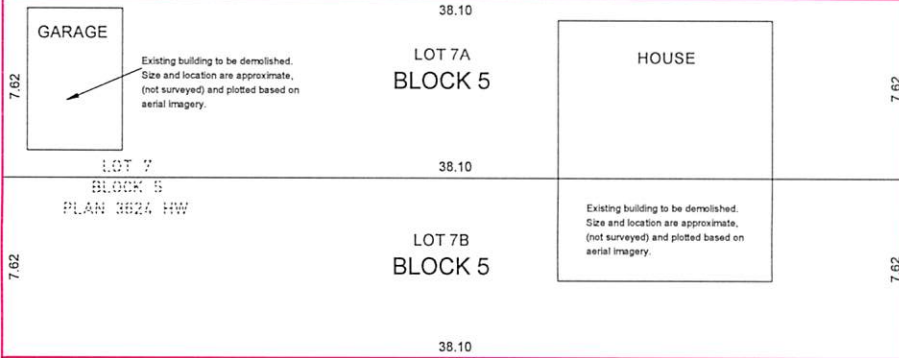 38.10
GARAGE
Existing building to be demolished.
Size and location are approximate,
(not surveyed) and plotted based on
aerial imagery.
7.62
LOT 7A
BLOCK 5
HOUSE
7.62
LOT 7
BLOCK 5
PLAN 3624 HW
38.10
7.62
LOT 7B
BLOCK 5
Existing building to be demolished.
Size and location are approximate,
(not surveyed) and plotted based on
aerial imagery.
7.62
38.10